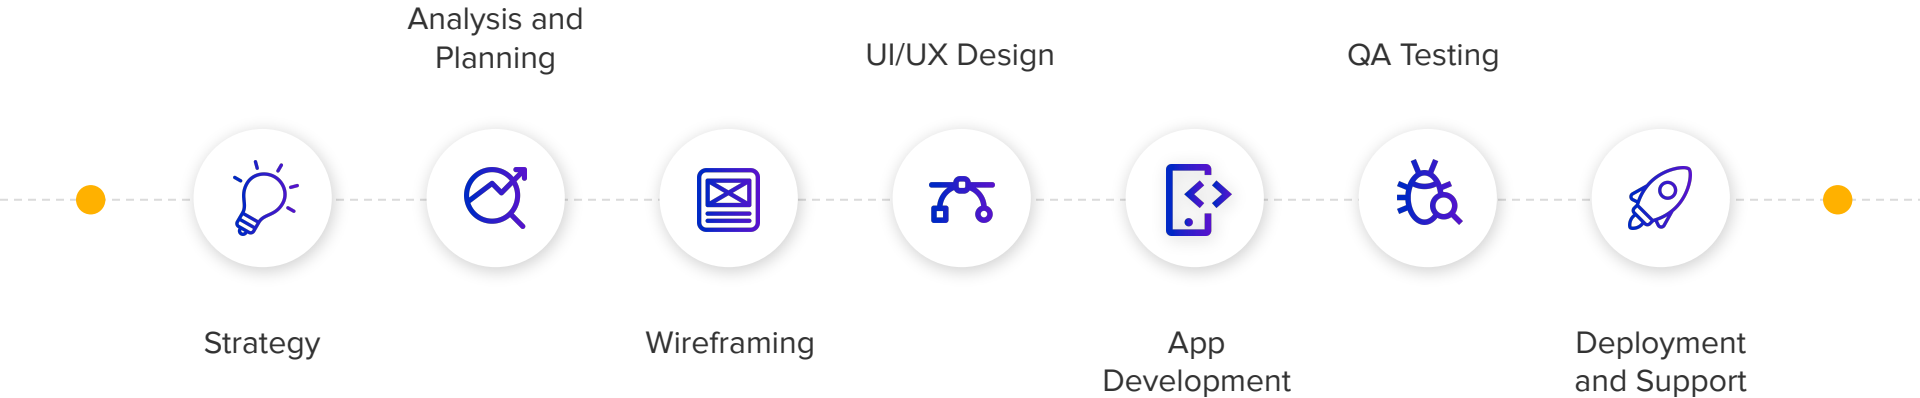 Analysis and
Planning
UI/UX Design
QA Testing
Strategy
Wireframing
App
Development
Deployment
and Support